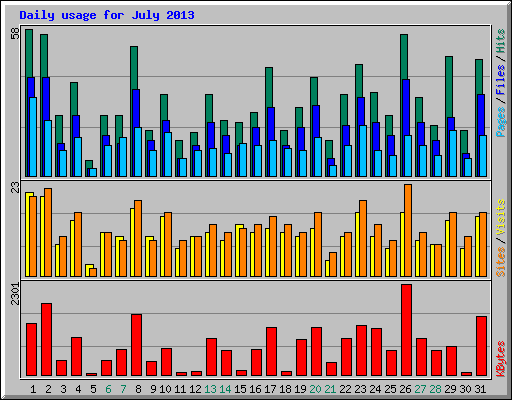 Daily usage for July 2013
58
Pages / Files / Hits
23
Sites / Visits
2301
KBytes
1 2 3 4 5 6 7 8 9 10 11 12 13 14 15 16 17 18 19 20 21 22 23 24 25 26 27 28 29 30 31